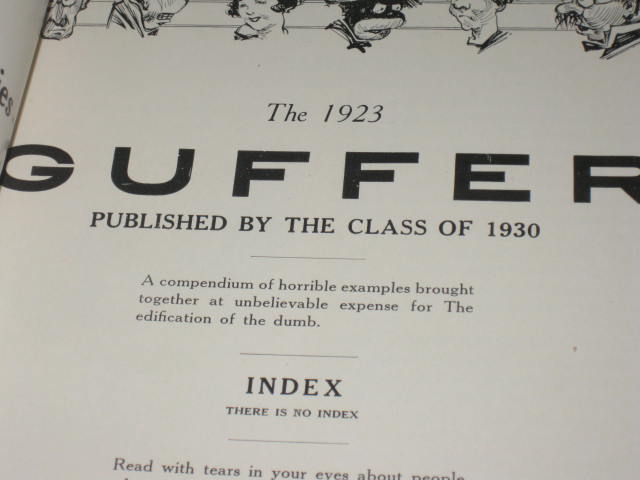 The 1923
GUFFER
PUBLISHED BY THE CLASS OF 1930
A compendium of horrible examples brought
together at unbelievable expense for The
edification of the dumb.
INDEX
THERE IS NO INDEX
Read with tears in your eyes about people